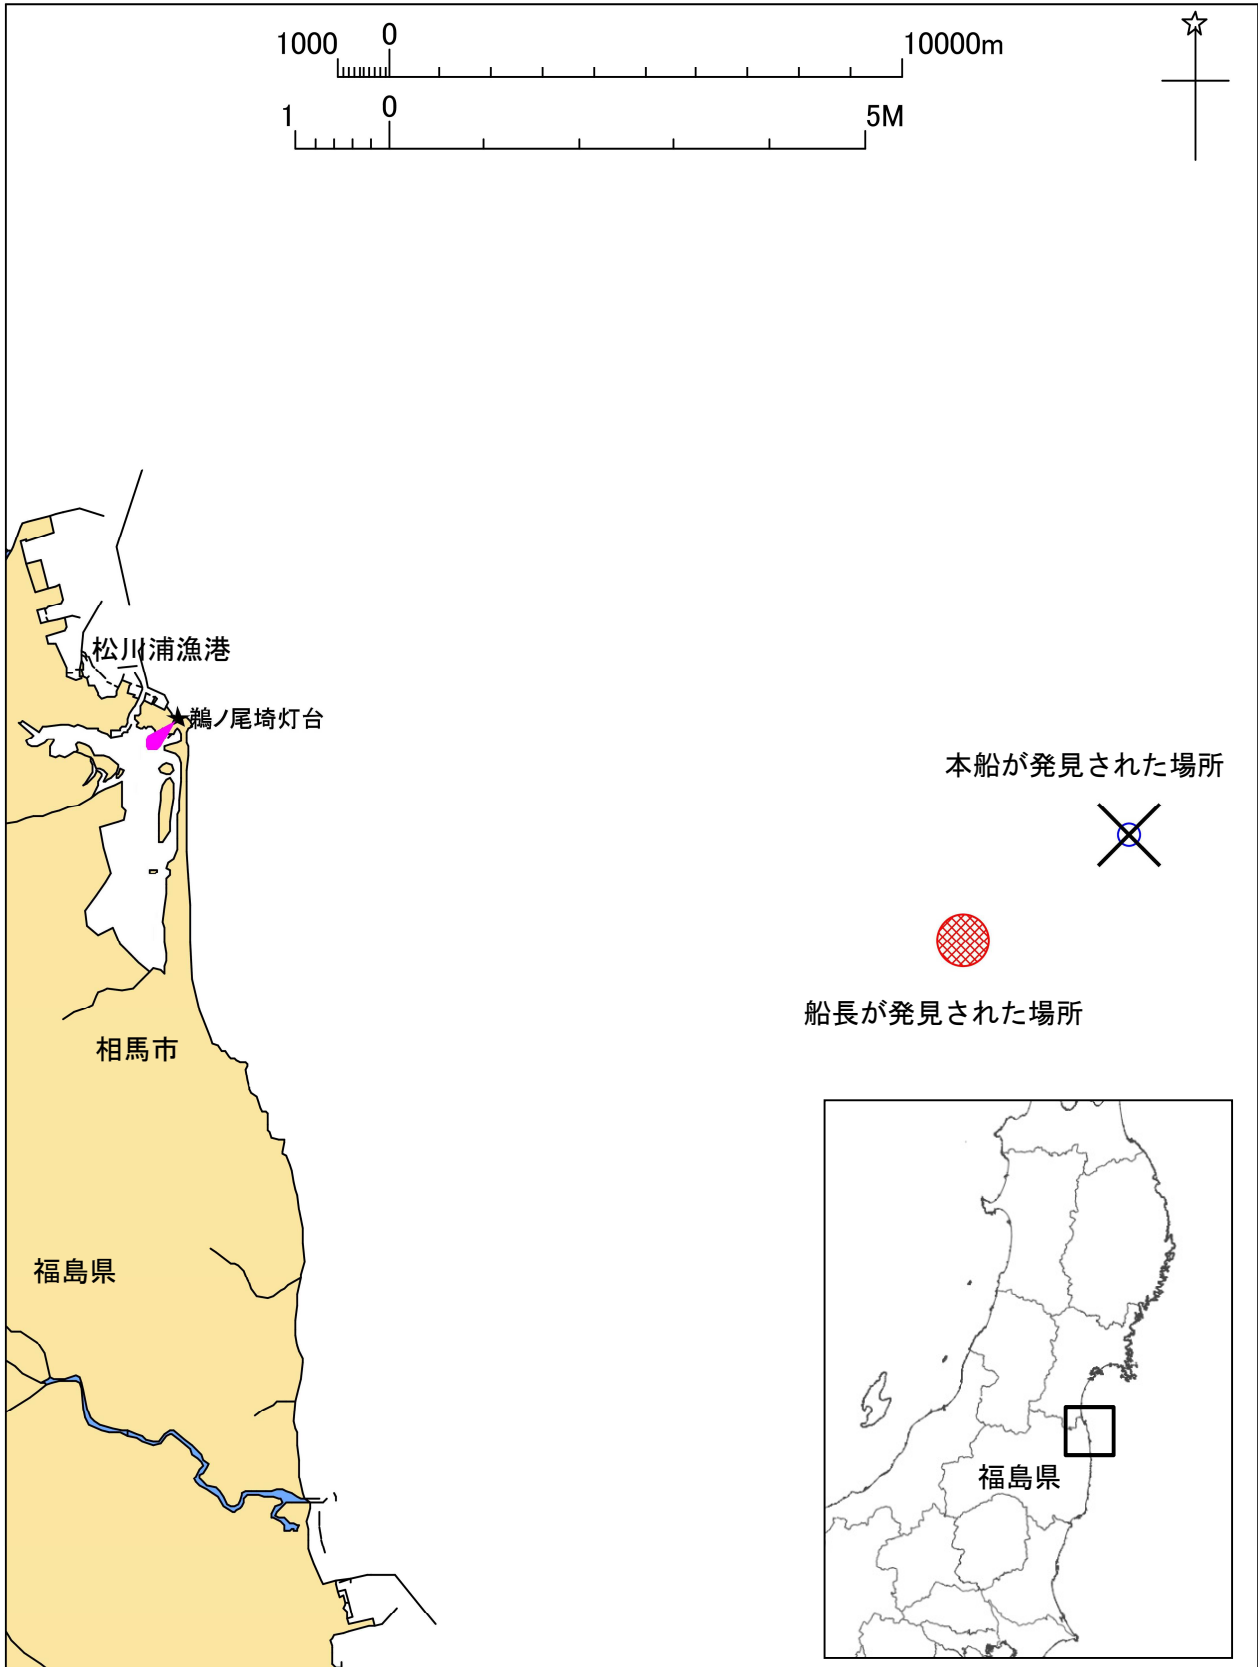 1000 0 10000m
1 0 5M
松川浦漁港
鵜ノ尾埼灯台
本船が発見された場所
船長が発見された場所
相馬市
福島県
福島県